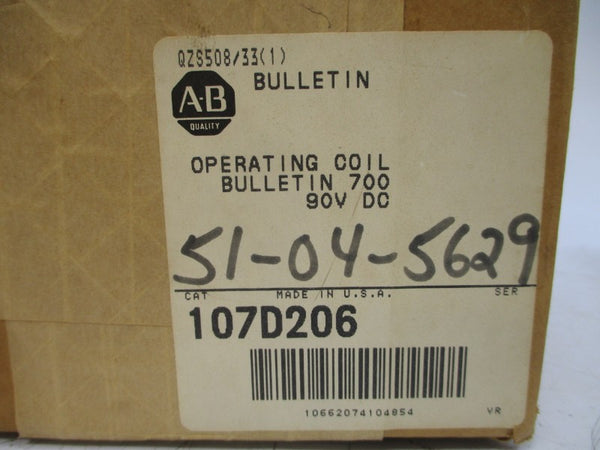 QZS508/33(1)
A-B
QUALITY
BULLETIN
OPERATING COIL
BULLETIN 700
90V DC
51-04-5629
CAT MADE IN U.S.A. SER
107D206
10662074104854 VR